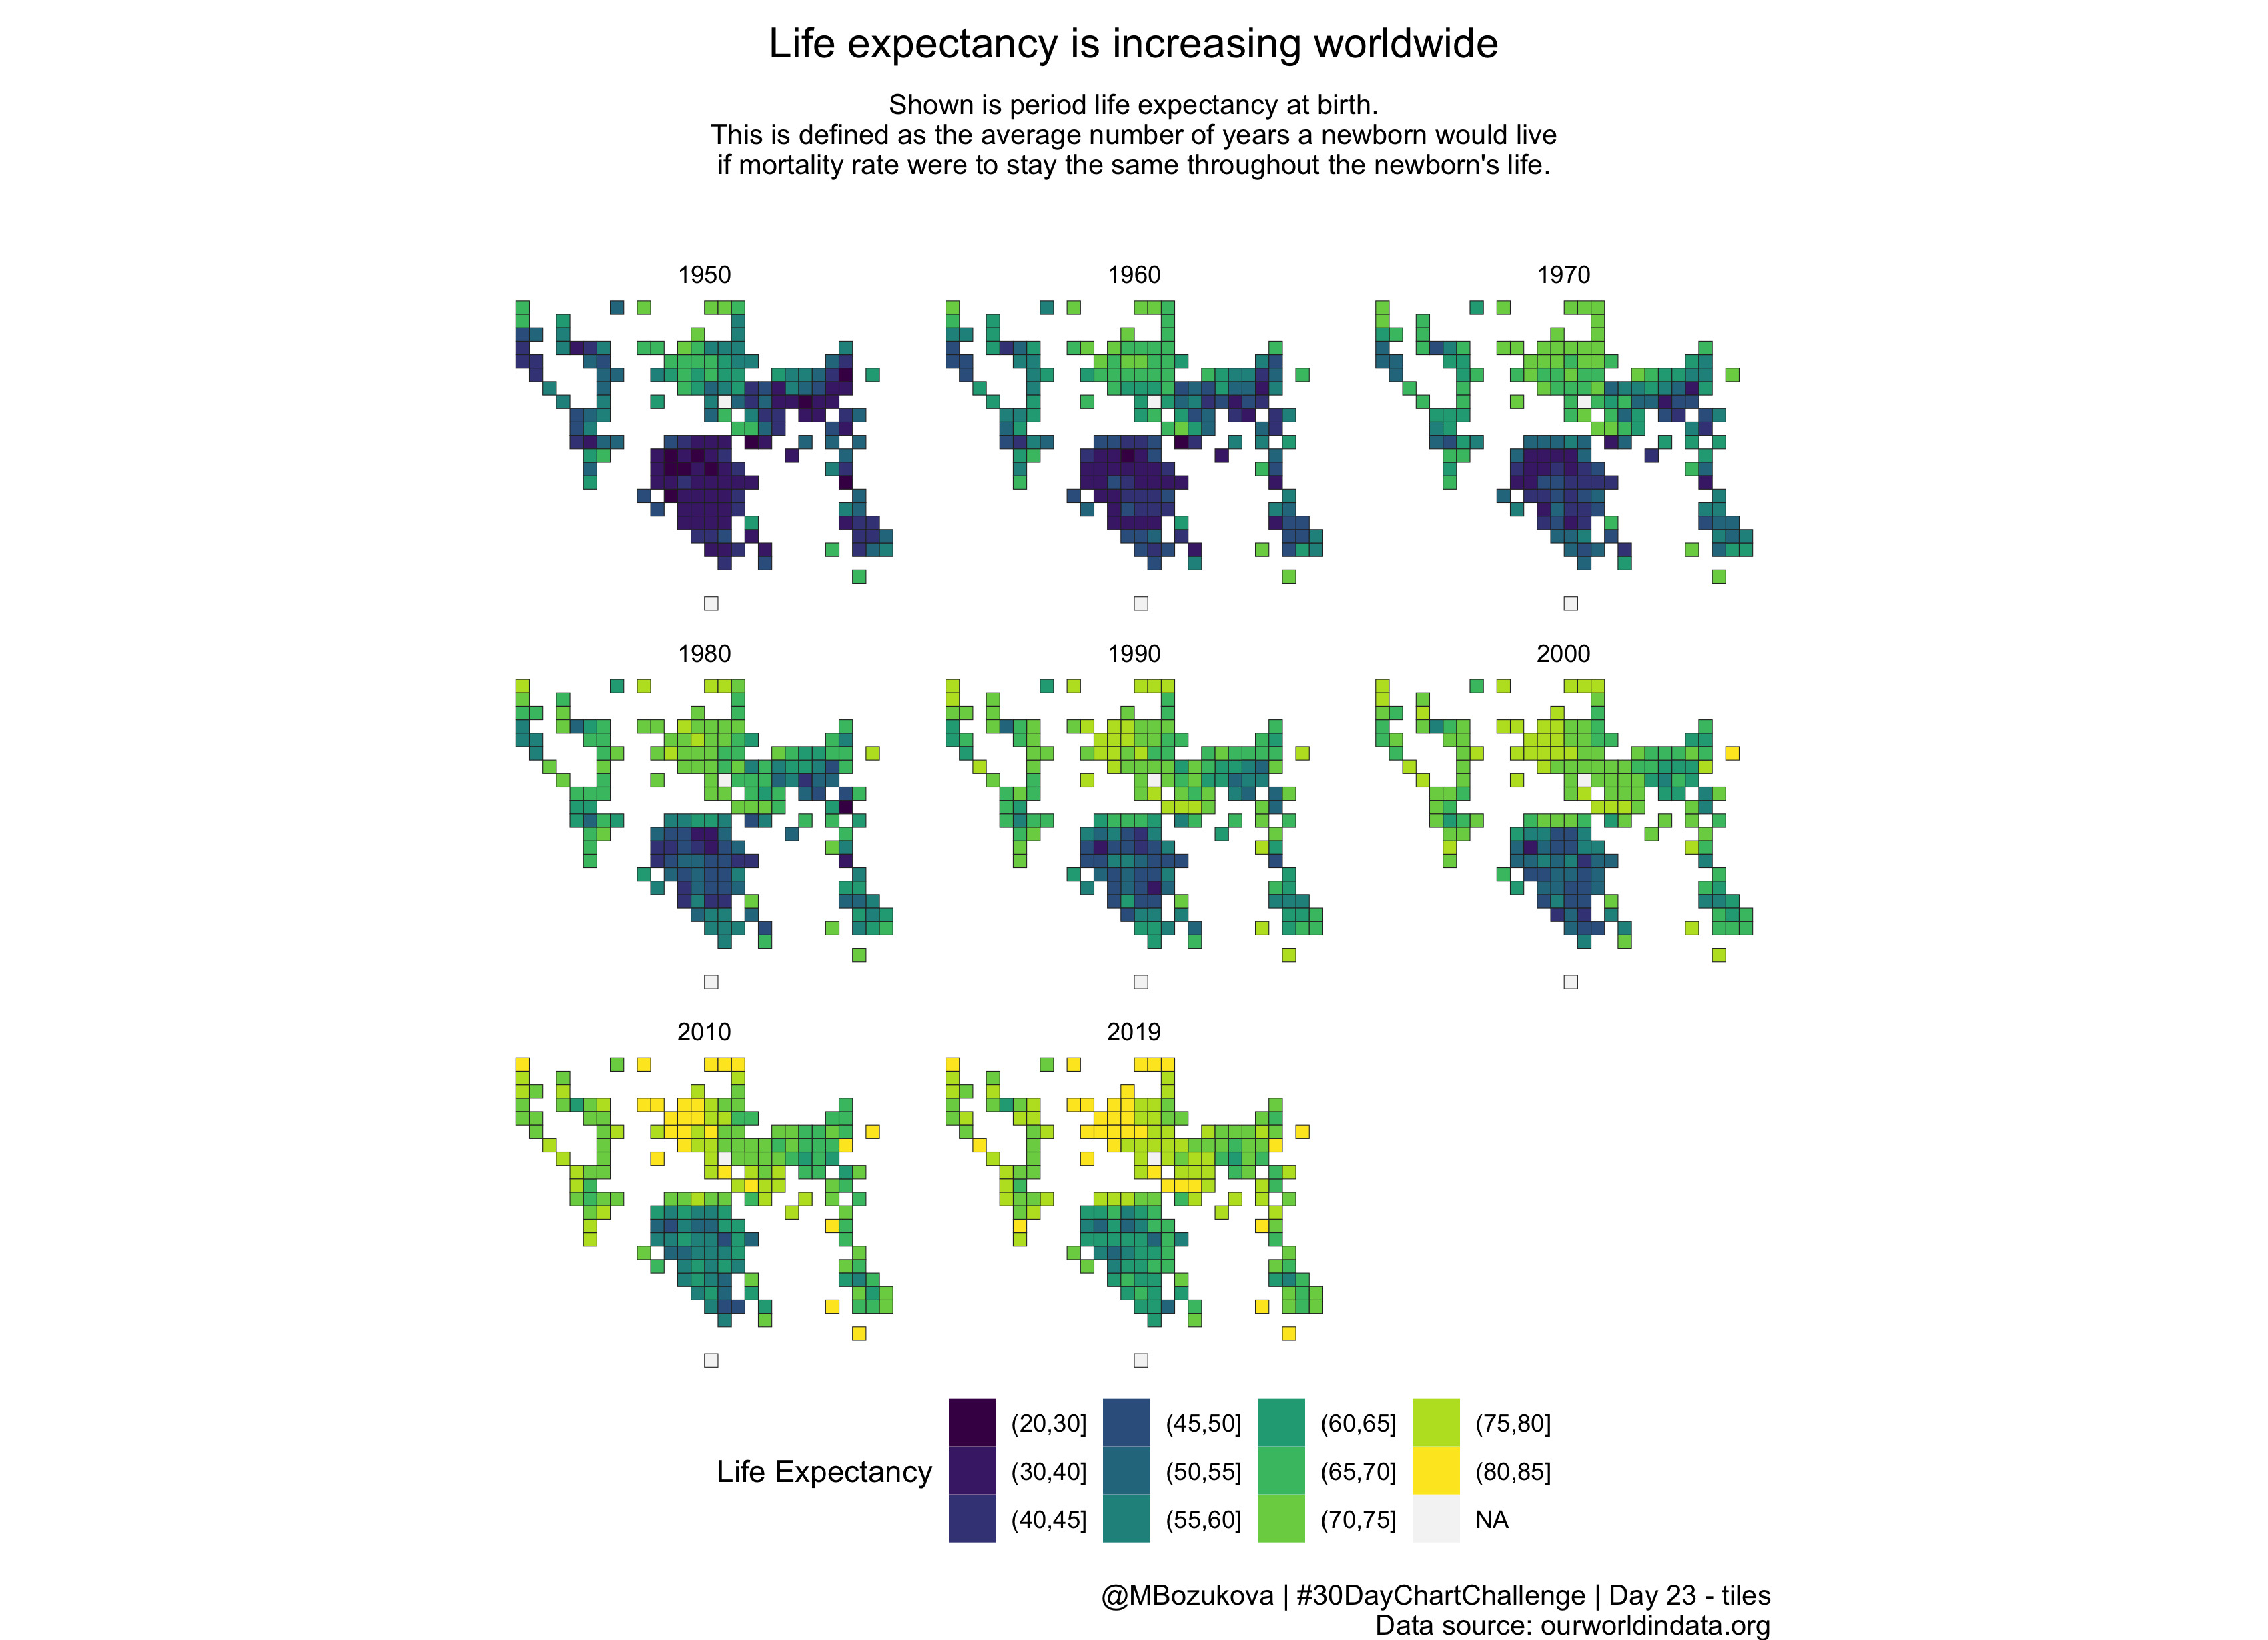 Life expectancy is increasing worldwide
Shown is period life expectancy at birth.
This is defined as the average number of years a newborn would live
if mortality rate were to stay the same throughout the newborn's life.
1950
1960
1970
1980
1990
2000
2010
2019
Life Expectancy
(20,30]
(30,40]
(40,45]
(45,50]
(50,55]
(55,60]
(60,65]
(65,70]
(70,75]
(75,80]
(80,85]
NA
@MBozukova | #30DayChartChallenge | Day 23 - tiles
Data source: ourworldindata.org